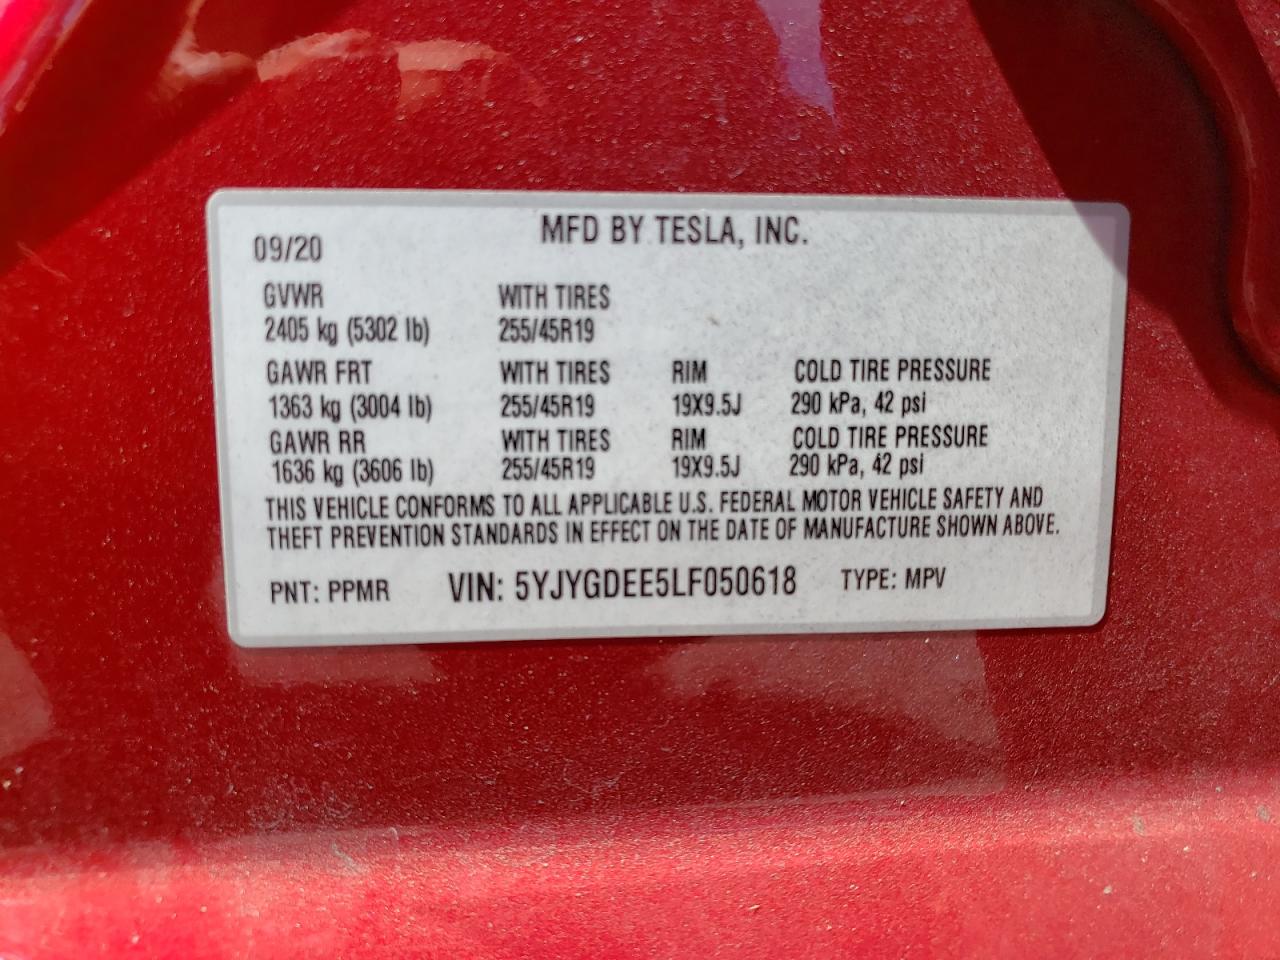 MFD BY TESLA, INC.
09/20
GVWR WITH TIRES
2405 kg (5302 lb) 255/45R19
GAWR FRT WITH TIRES RIM COLD TIRE PRESSURE
1363 kg (3004 lb) 255/45R19 19X9.5J 290 kPa, 42 psi
GAWR RR WITH TIRES RIM COLD TIRE PRESSURE
1636 kg (3606 lb) 255/45R19 19X9.5J 290 kPa, 42 psi
THIS VEHICLE CONFORMS TO ALL APPLICABLE U.S. FEDERAL MOTOR VEHICLE SAFETY AND
THEFT PREVENTION STANDARDS IN EFFECT ON THE DATE OF MANUFACTURE SHOWN ABOVE.
PNT: PPMR VIN: 5YJYGDEE5LF050618 TYPE: MPV